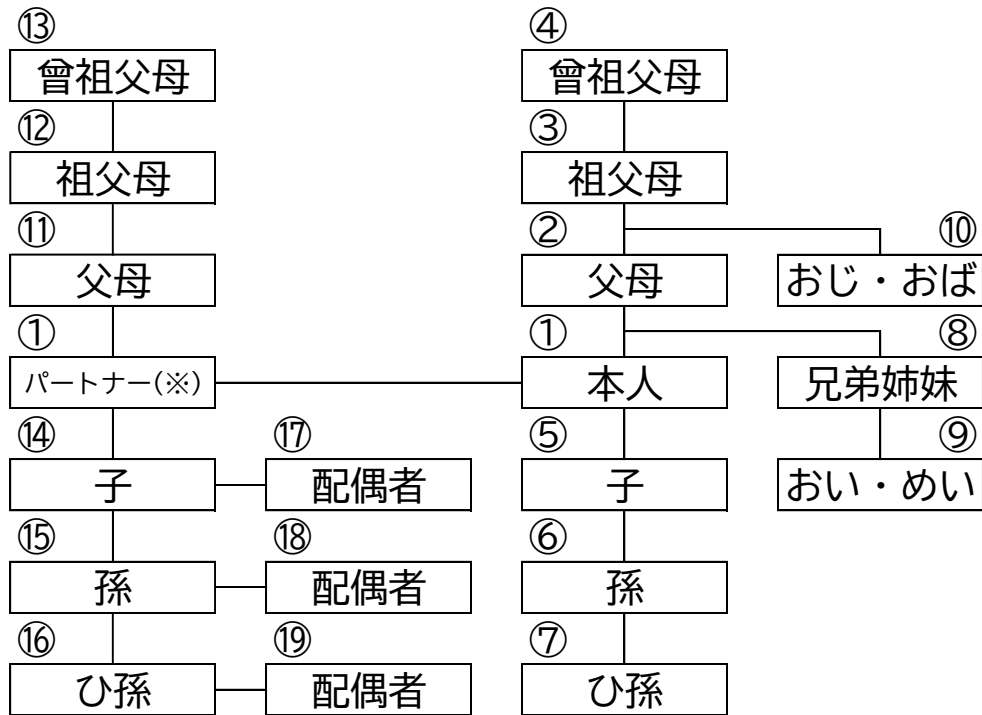 ⑬ ④
曾祖父母 曾祖父母
⑫ ③
祖父母 祖父母
⑪ ② ⑩
父母 父母 おじ・おば
① ① ⑧
パートナー(※) 本人 兄弟姉妹
⑭ ⑰ ⑤ ⑨
子 配偶者 子 おい・めい
⑮ ⑱ ⑥
孫 配偶者 孫
⑯ ⑲ ⑦
ひ孫 配偶者 ひ孫